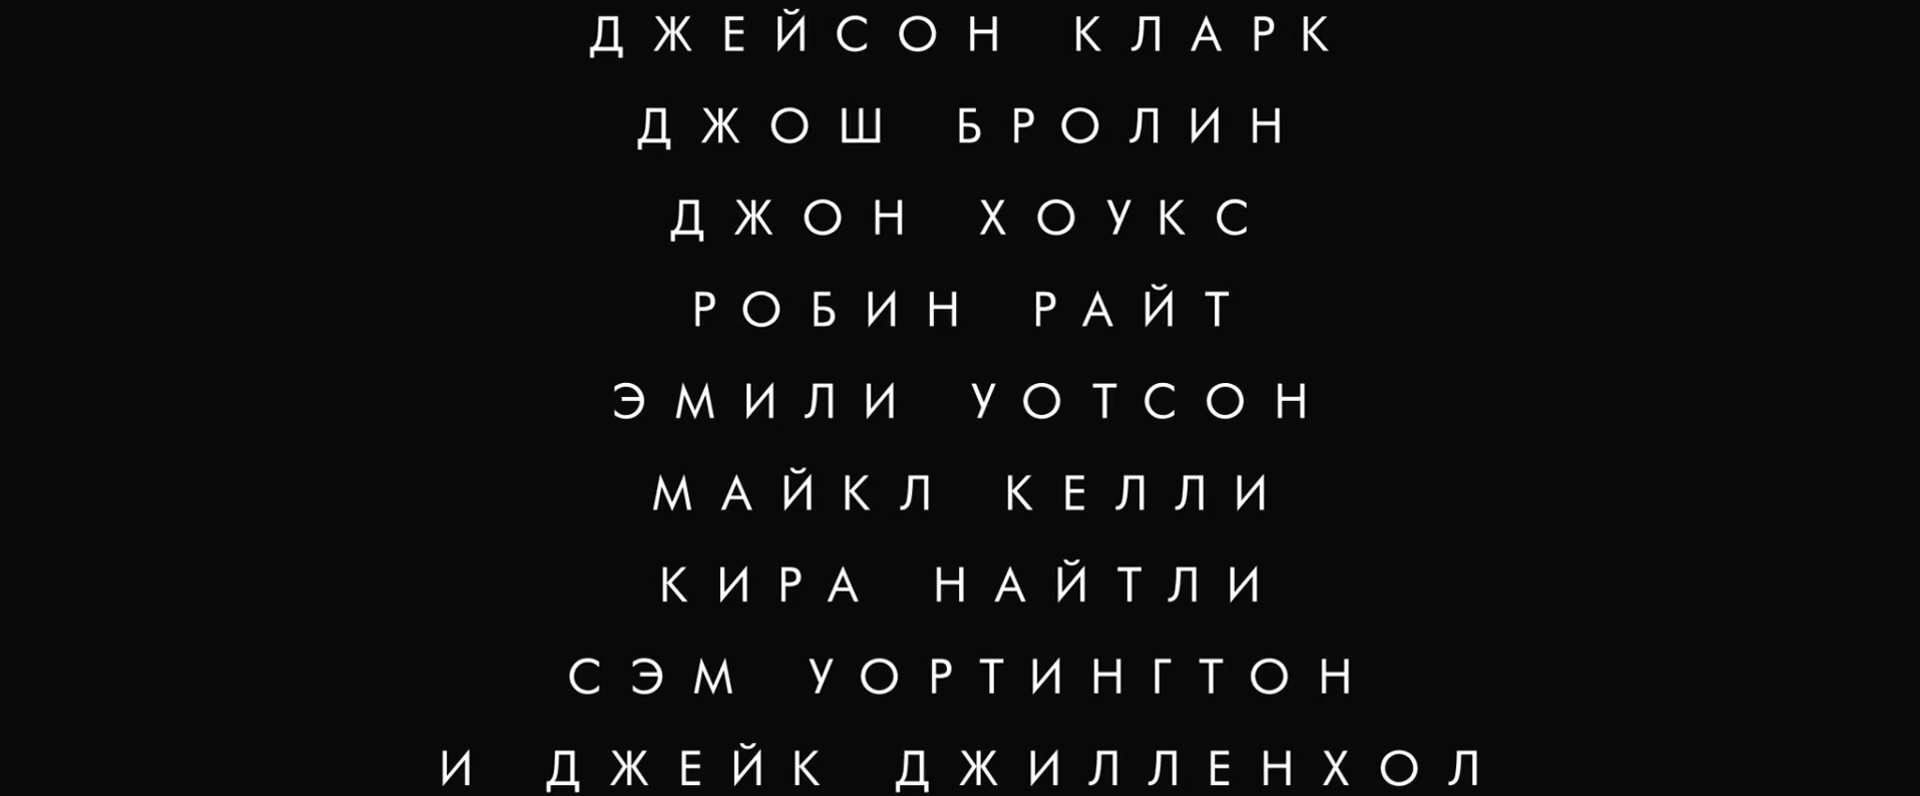 ДЖЕЙСОН КЛАРК
ДЖОШ БРОЛИН
ДЖОН ХОУКС
РОБИН РАЙТ
ЭМИЛИ УОТСОН
МАЙКЛ КЕЛЛИ
КИРА НАЙТЛИ
СЭМ УОРТИНГТОН
И ДЖЕЙК ДЖИЛЛЕНХОЛ